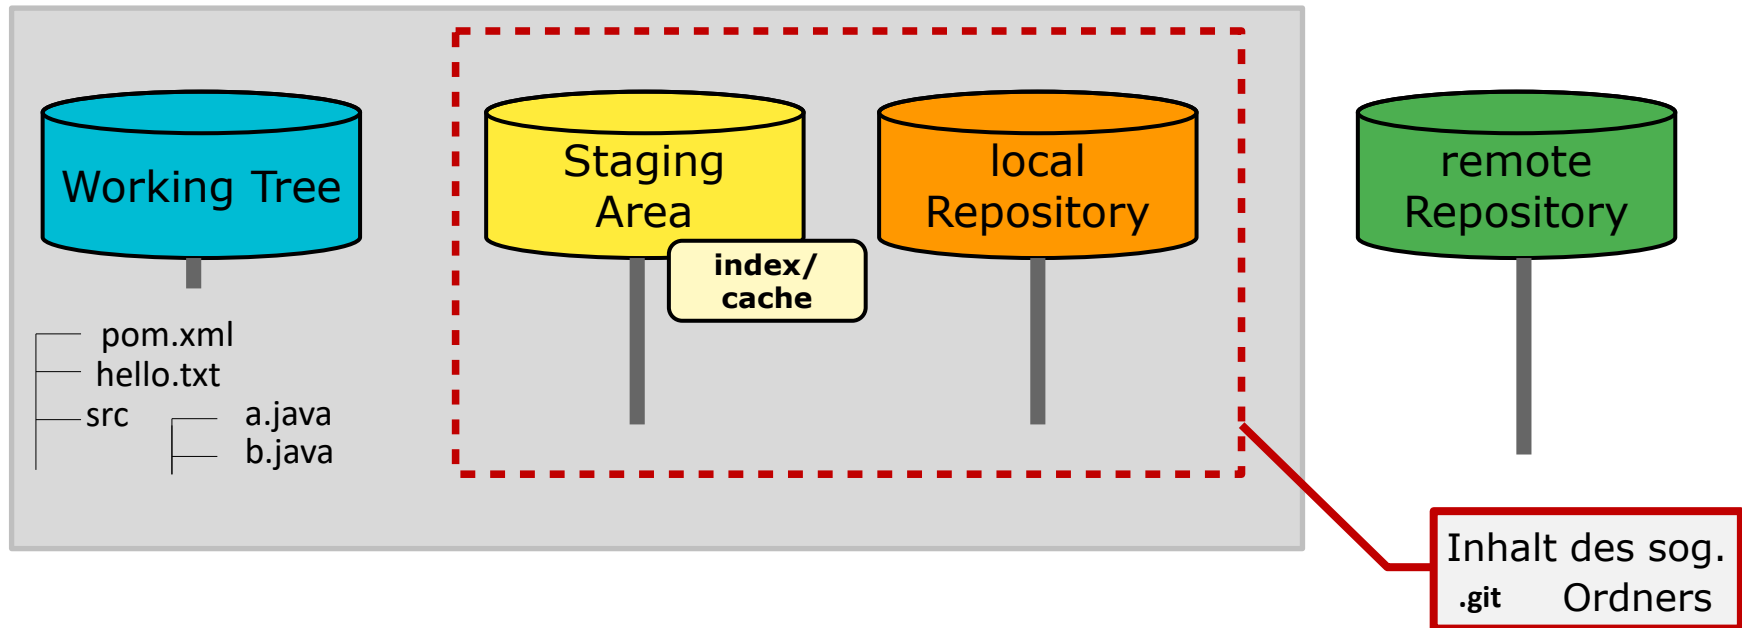 Working Tree
Staging
Area
index/
cache
local
Repository
remote
Repository
pom.xml
hello.txt
src
a.java
b.java
Inhalt des sog.
.git Ordners